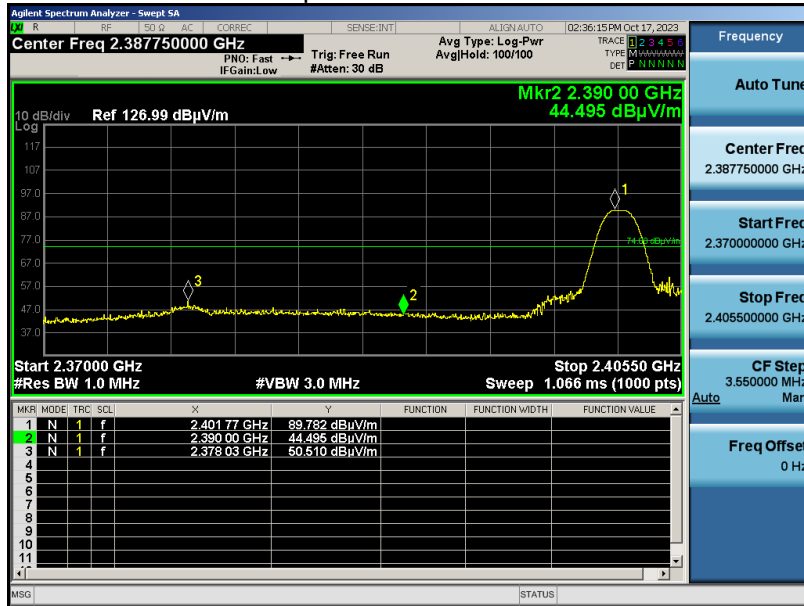 Agilent Spectrum Analyzer - Swept SA
LXI R RF 50 Ω AC CORREC SENSE:INT ALIGN AUTO 02:36:15 PM Oct 17, 2023
Center Freq 2.387750000 GHz
PNO: Fast
IFGain:Low
Trig: Free Run
#Atten: 30 dB
Avg Type: Log-Pwr
Avg|Hold: 100/100
TRACE 1 2 3 4 5 6
TYPE M
DET P N N N N N
Mkr2 2.390 00 GHz
44.495 dBµV/m
10 dB/div Ref 126.99 dBµV/m
Log
117
107
97.0
87.0
77.0
67.0
57.0
47.0
37.0
1
74.00 dBµV/m
3
2
Start 2.37000 GHz Stop 2.40550 GHz
#Res BW 1.0 MHz #VBW 3.0 MHz Sweep 1.066 ms (1000 pts)
MKR MODE TRC SCL X Y FUNCTION FUNCTION WIDTH FUNCTION VALUE
1 N 1 f 2.401 77 GHz 89.782 dBµV/m
2 N 1 f 2.390 00 GHz 44.495 dBµV/m
3 N 1 f 2.378 03 GHz 50.510 dBµV/m
4
5
6
7
8
9
10
11
MSG STATUS
Frequency
Auto Tune
Center Freq
2.387750000 GHz
Start Freq
2.370000000 GHz
Stop Freq
2.405500000 GHz
CF Step
3.550000 MHz
Auto Man
Freq Offset
0 Hz